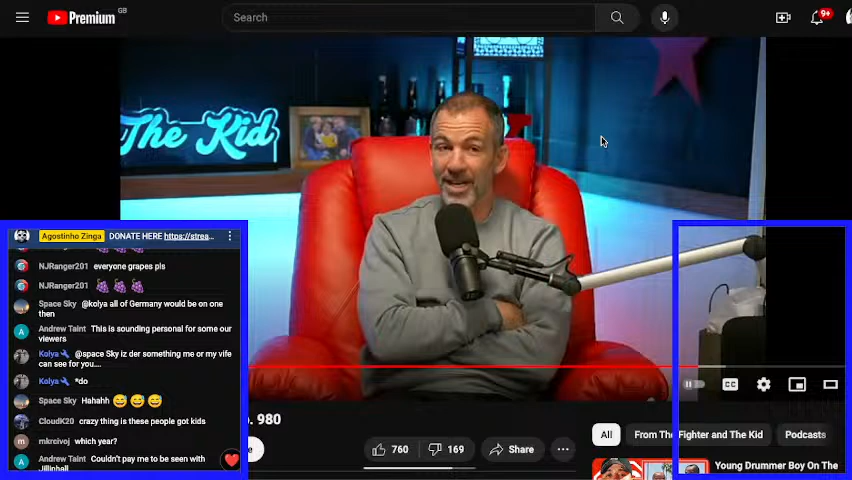 Premium GB
Search
9+
The Kid
Agostinho Zinga DONATE HERE https://strea...
NJRanger201 everyone grapes pls
NJRanger201
Space Sky @kolya all of Germany would be on one
then
Andrew Taint This is sounding personal for some our
viewers
Kolya @space Sky iz der something me or my vife
can see for you....
Kolya *do
Space Sky Hahahh
CloudK20 crazy thing is these people got kids
mkrcivoj which year?
Andrew Taint Couldn't pay me to be seen with
Jilliphall
o. 980
760
169
Share
All
From The Fighter and The Kid
Podcasts
Young Drummer Boy On The